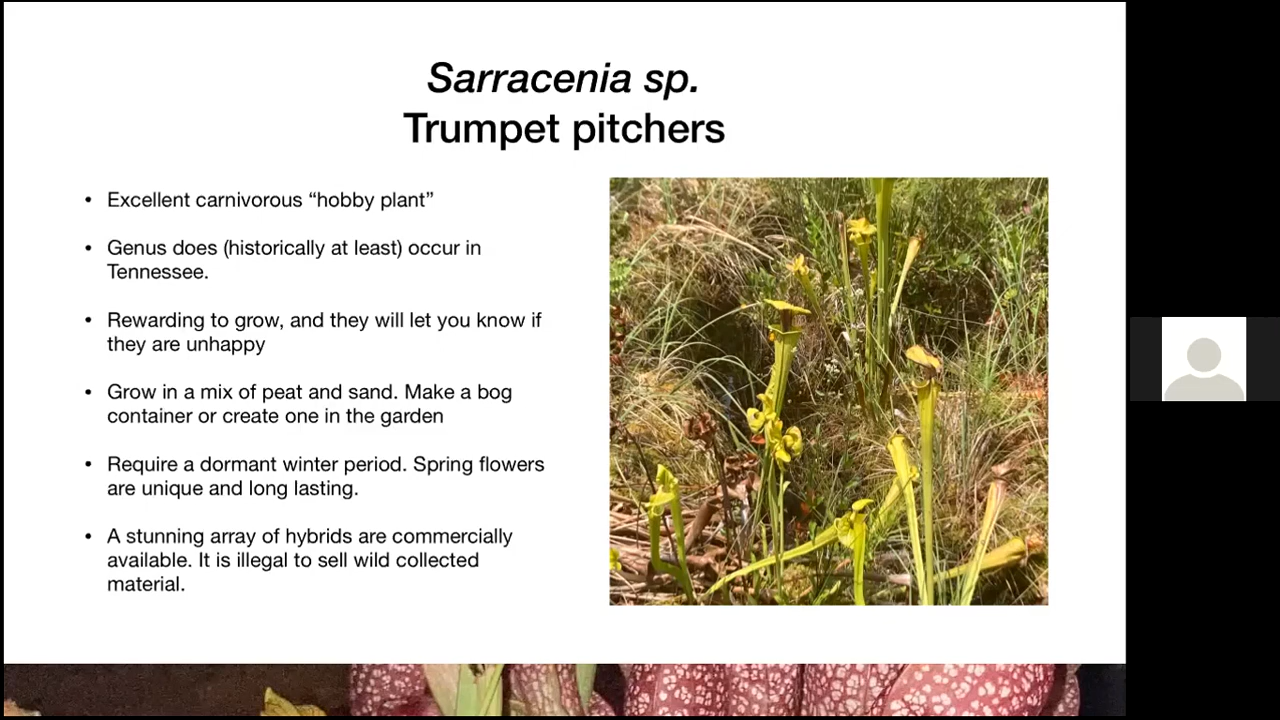 Sarracenia sp.
Trumpet pitchers
• Excellent carnivorous “hobby plant”
• Genus does (historically at least) occur in
Tennessee.
• Rewarding to grow, and they will let you know if
they are unhappy
• Grow in a mix of peat and sand. Make a bog
container or create one in the garden
• Require a dormant winter period. Spring flowers
are unique and long lasting.
• A stunning array of hybrids are commercially
available. It is illegal to sell wild collected
material.